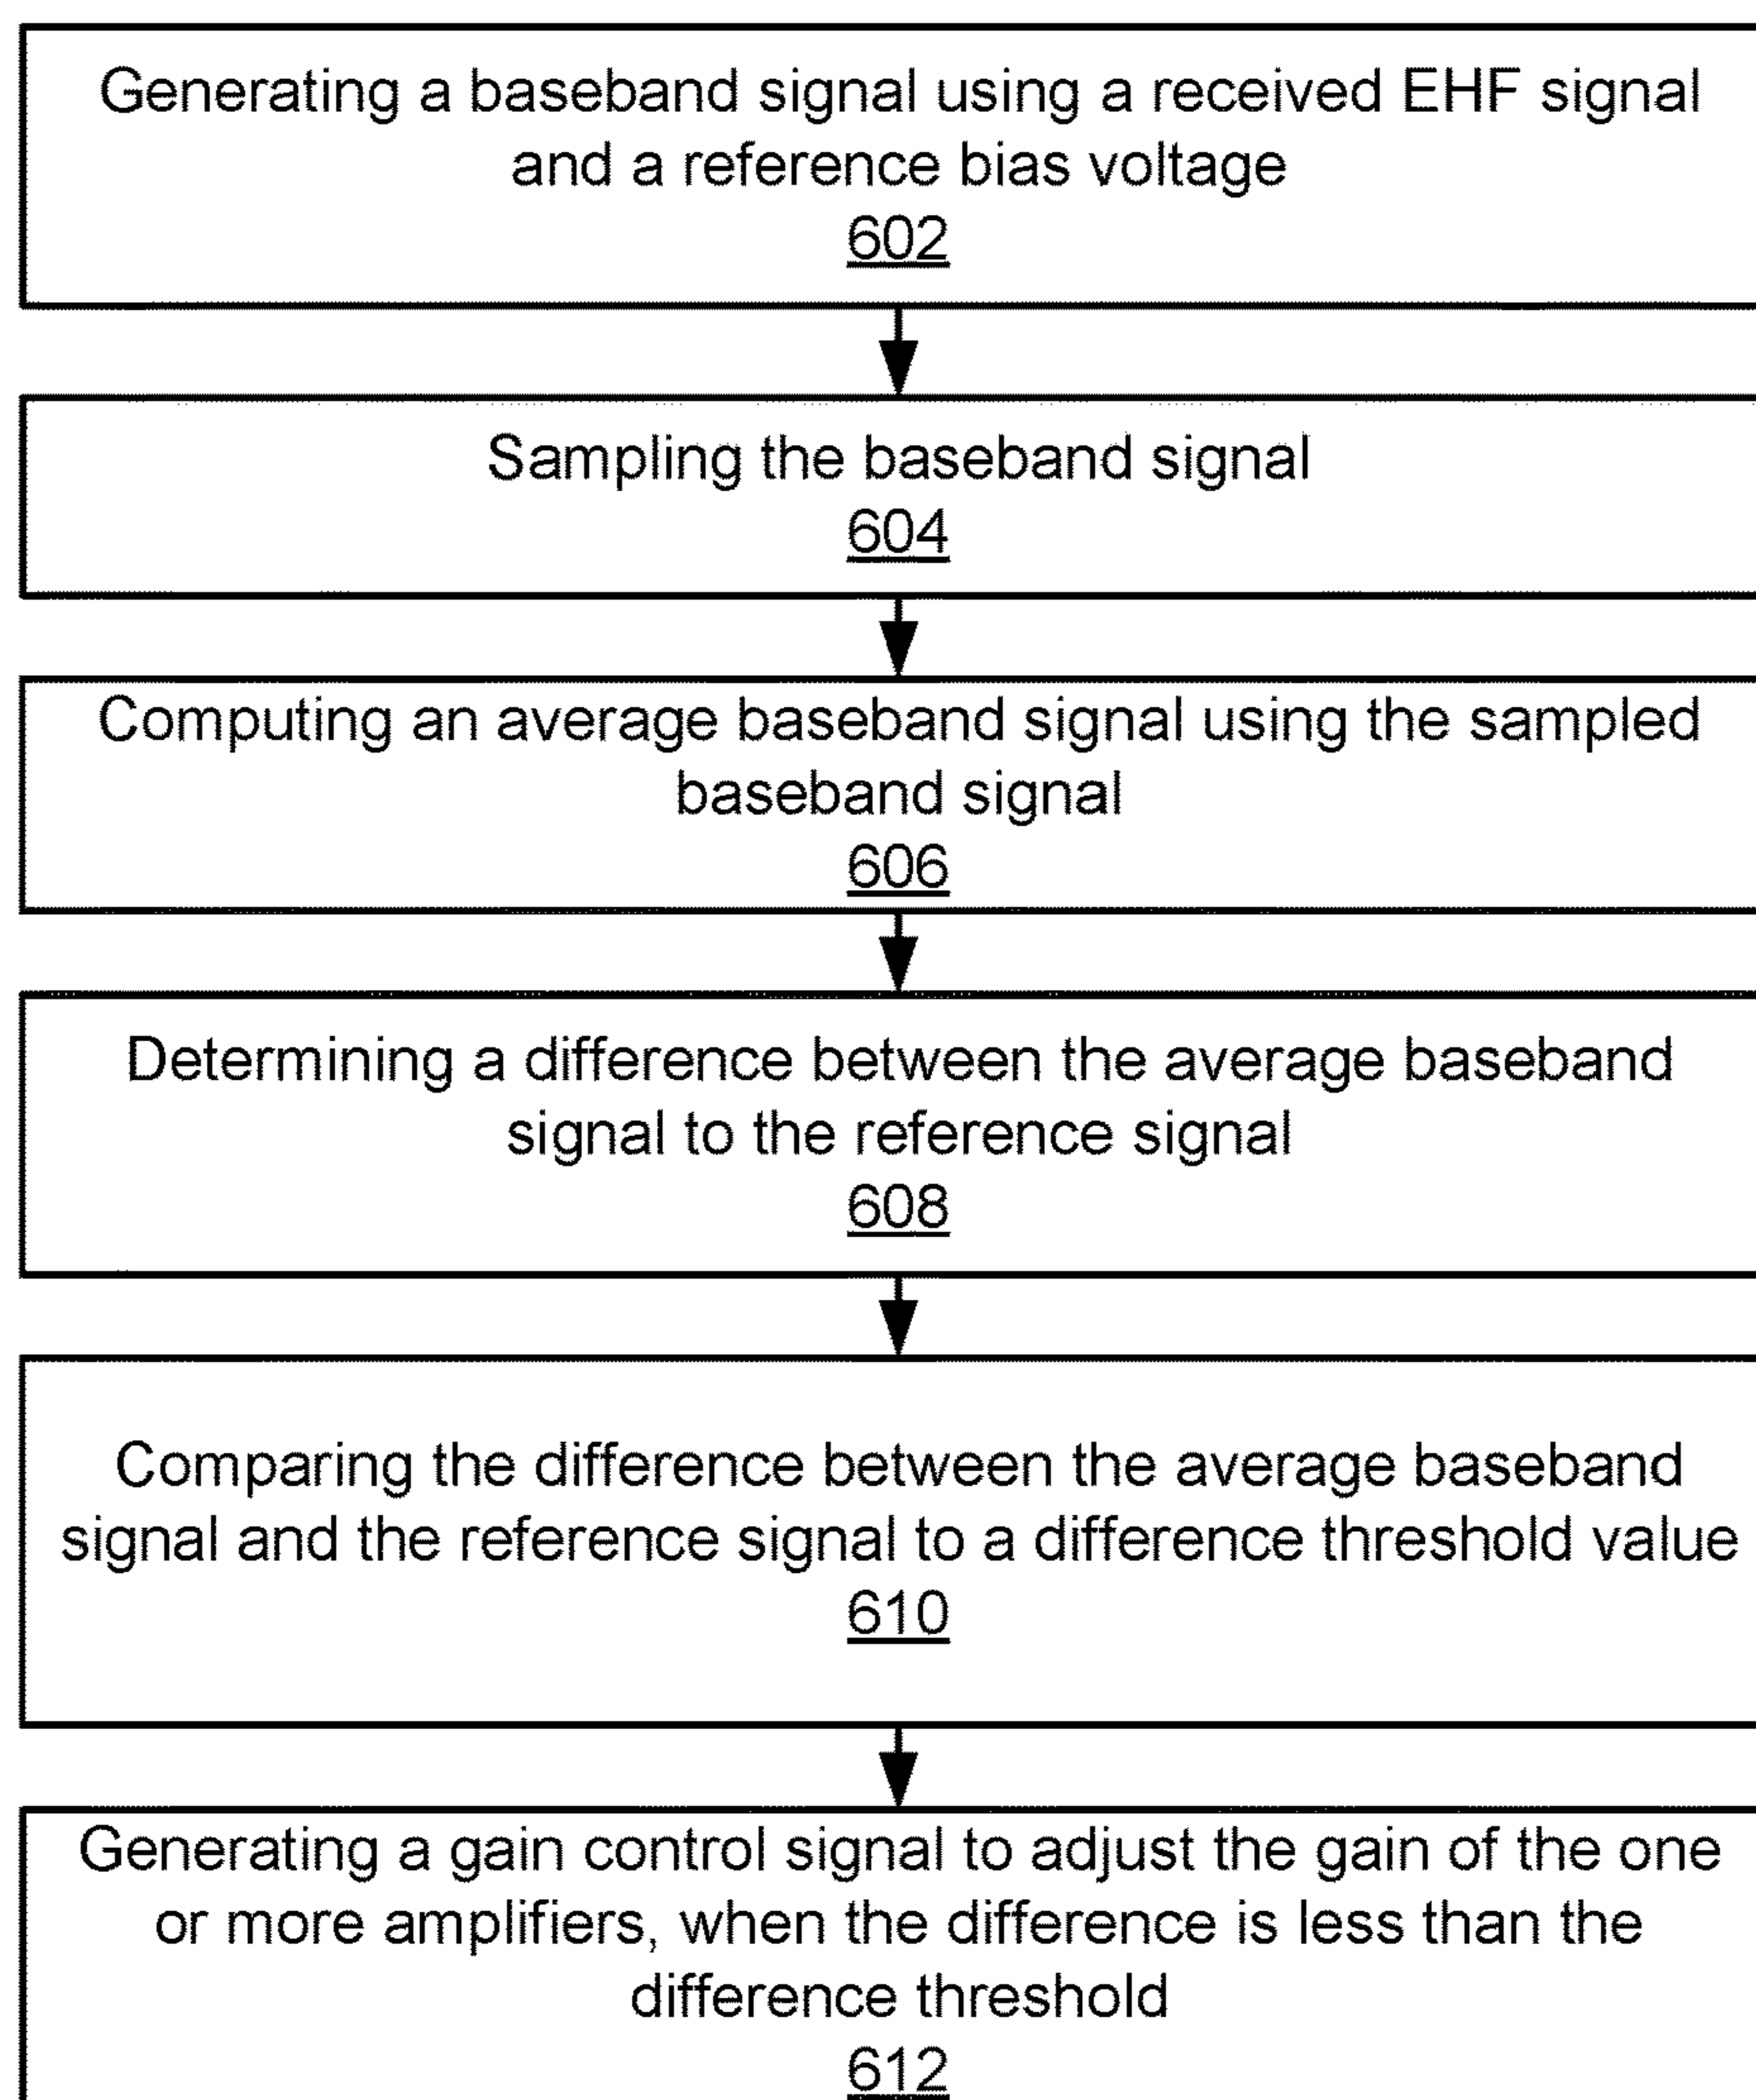 Generating a baseband signal using a received EHF signal
and a reference bias voltage
602
Sampling the baseband signal
604
Computing an average baseband signal using the sampled
baseband signal
606
Determining a difference between the average baseband
signal to the reference signal
608
Comparing the difference between the average baseband
signal and the reference signal to a difference threshold value
610
Generating a gain control signal to adjust the gain of the one
or more amplifiers, when the difference is less than the
difference threshold
612